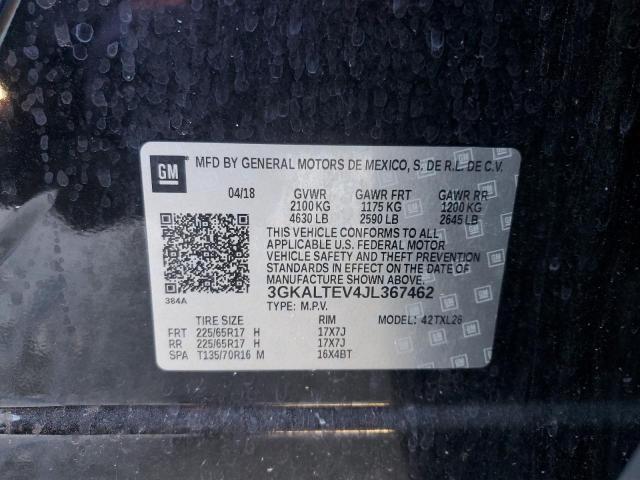 GM
MFD BY GENERAL MOTORS DE MEXICO, S. DE R.L. DE C.V.
04/18 GVWR GAWR FRT GAWR RR
2100 KG 1175 KG 1200 KG
4630 LB 2590 LB 2645 LB
THIS VEHICLE CONFORMS TO ALL
APPLICABLE U.S. FEDERAL MOTOR
VEHICLE SAFETY AND THEFT PREVENTION
STANDARDS IN EFFECT ON THE DATE OF
MANUFACTURE SHOWN ABOVE.
384A
3GKALTEV4JL367462
TYPE: M.P.V. MODEL: 42TXL26
TIRE SIZE RIM
FRT 225/65R17 H 17X7J
RR 225/65R17 H 17X7J
SPA T135/70R16 M 16X4BT